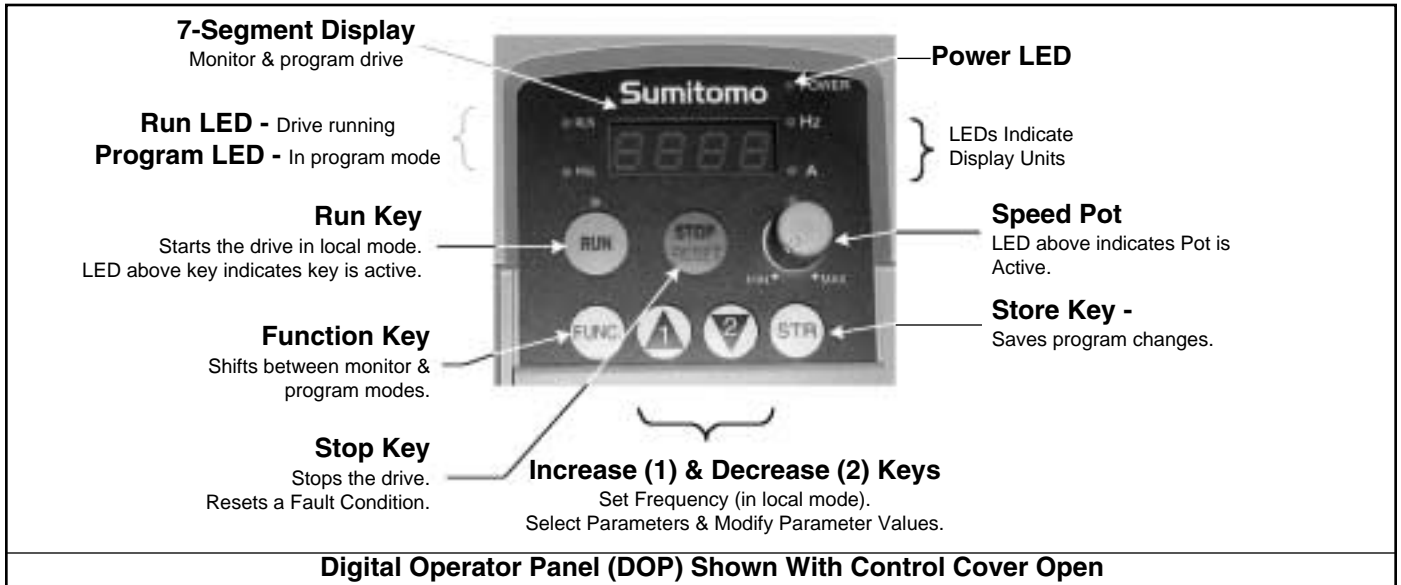 7-Segment Display
Monitor & program drive
Power LED
Run LED - Drive running
Program LED - In program mode
LEDs Indicate
Display Units
Run Key
Starts the drive in local mode.
LED above key indicates key is active.
Speed Pot
LED above indicates Pot is
Active.
Function Key
Shifts between monitor &
program modes.
Store Key -
Saves program changes.
Stop Key
Stops the drive.
Resets a Fault Condition.
Increase (1) & Decrease (2) Keys
Set Frequency (in local mode).
Select Parameters & Modify Parameter Values.
Sumitomo
POWER
RUN
8888
Hz
A
RUN
STOP
RESET
MIN
MAX
FUNC.
1
2
STR
Digital Operator Panel (DOP) Shown With Control Cover Open